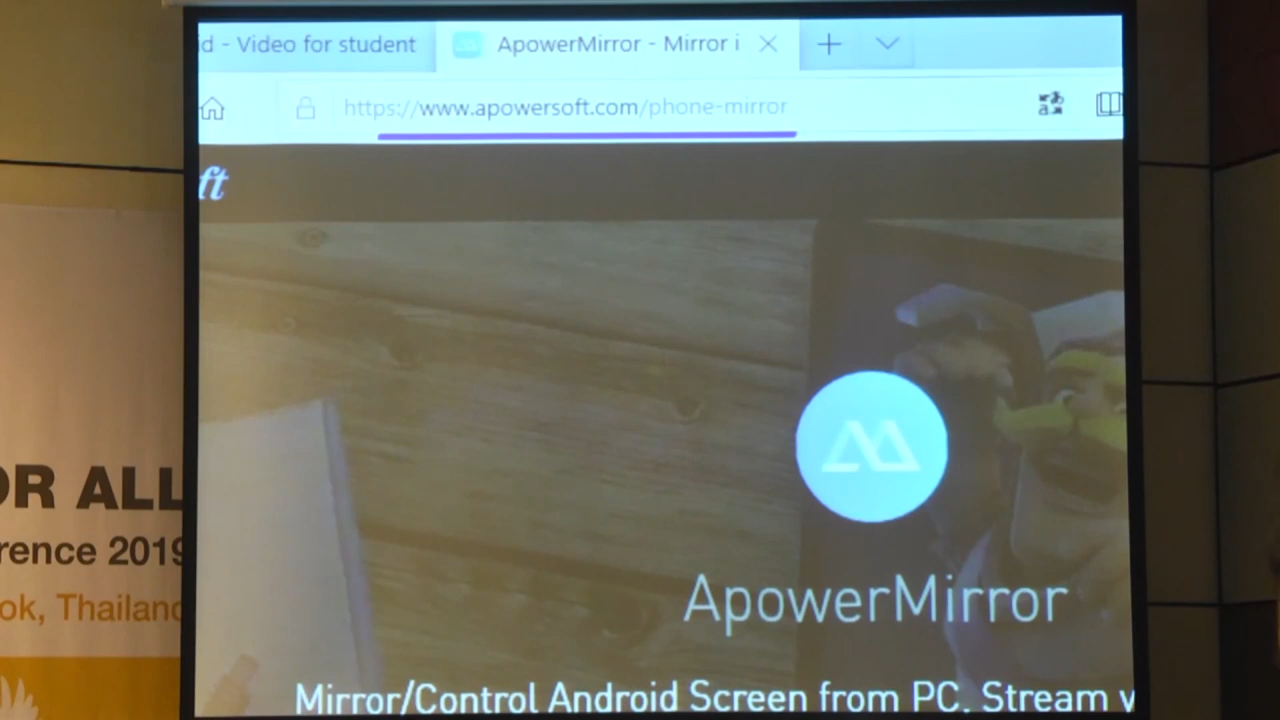 id - Video for student
ApowerMirror - Mirror i
https://www.apowersoft.com/phone-mirror
ft
OR ALL
rence 2019
ok, Thailand
ApowerMirror
Mirror/Control Android Screen from PC. Stream v